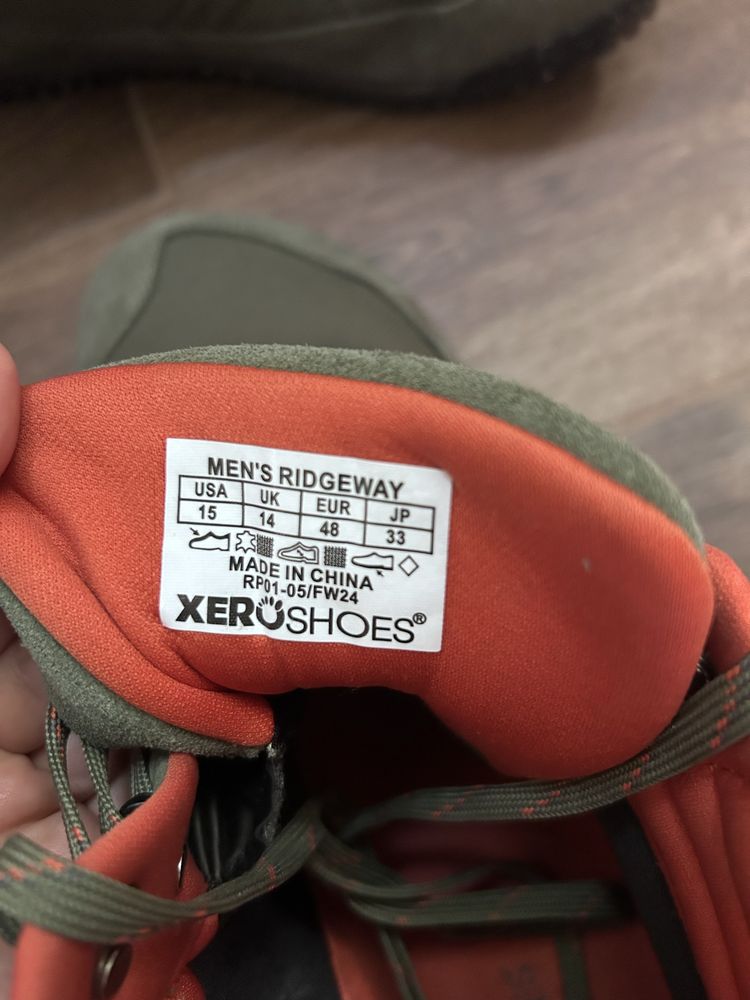 MEN'S RIDGEWAY
USA UK EUR JP
15 14 48 33
MADE IN CHINA
RP01-05/FW24
XEROSHOES®